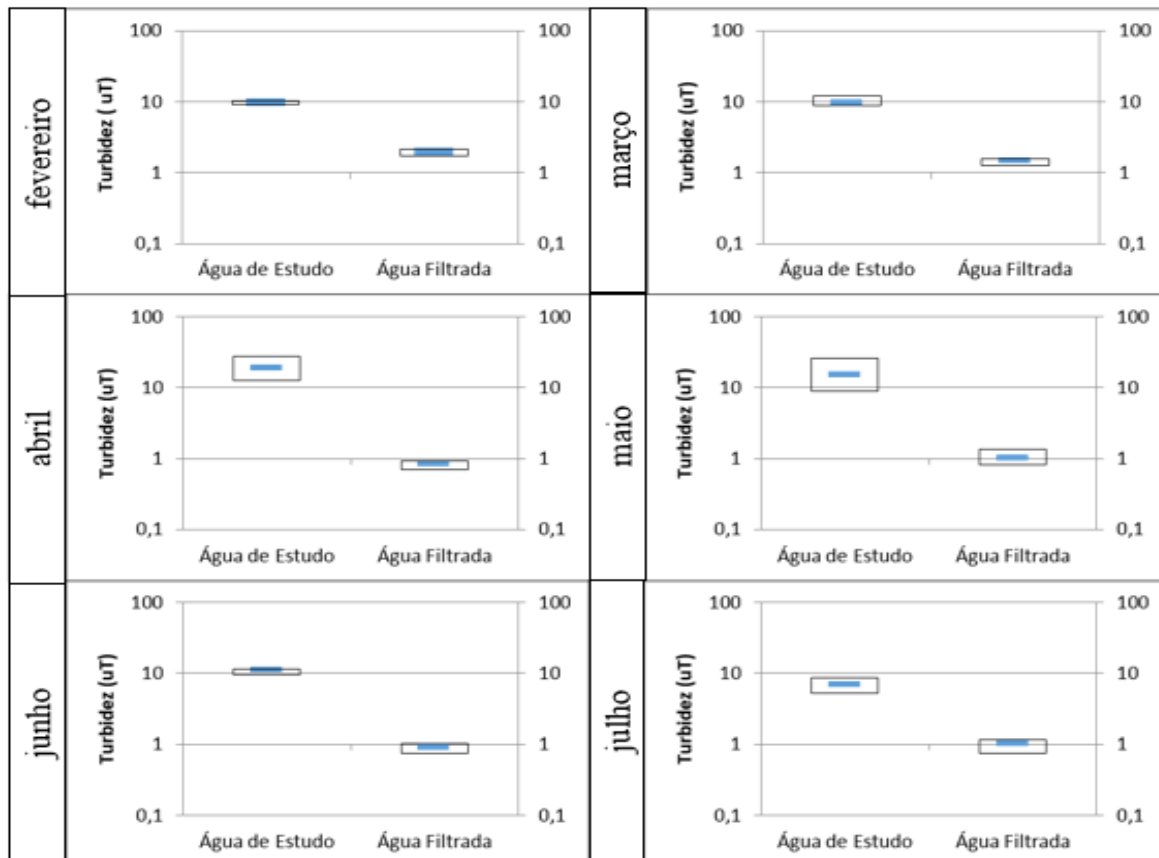 fevereiro
Turbidez ( uT)
100
10
1
0,1
100
10
1
0,1
Água de Estudo
Água Filtrada
março
Turbidez (uT)
100
10
1
0,1
100
10
1
0,1
Água de Estudo
Água Filtrada
abril
Turbidez (uT)
100
10
1
0,1
100
10
1
0,1
Água de Estudo
Água Filtrada
maio
Turbidez (uT)
100
10
1
0,1
100
10
1
0,1
Água de Estudo
Água Filtrada
junho
Turbidez (uT)
100
10
1
0,1
100
10
1
0,1
Água de Estudo
Água Filtrada
julho
Turbidez (uT)
100
10
1
0,1
100
10
1
0,1
Água de Estudo
Água Filtrada